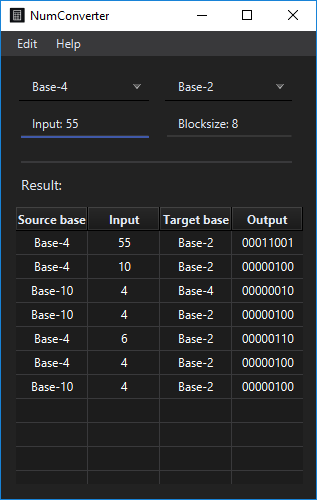 NumConverter
Edit Help
Base-4 Base-2
Input: 55 Blocksize: 8
Result:
Source base Input Target base Output
Base-4 55 Base-2 00011001
Base-4 10 Base-2 00000100
Base-10 4 Base-4 00000010
Base-10 4 Base-2 00000100
Base-4 6 Base-2 00000110
Base-4 4 Base-2 00000100
Base-10 4 Base-2 00000100